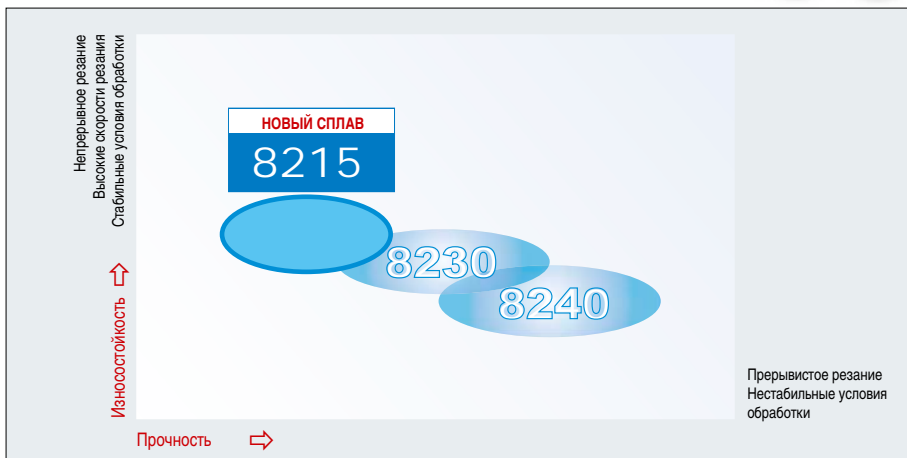 Непрерывное резание
Высокие скорости резания
Стабильные условия обработки
НОВЫЙ СПЛАВ
8215
8230
8240
Износостойкость
Прерывистое резание
Нестабильные условия
обработки
Прочность